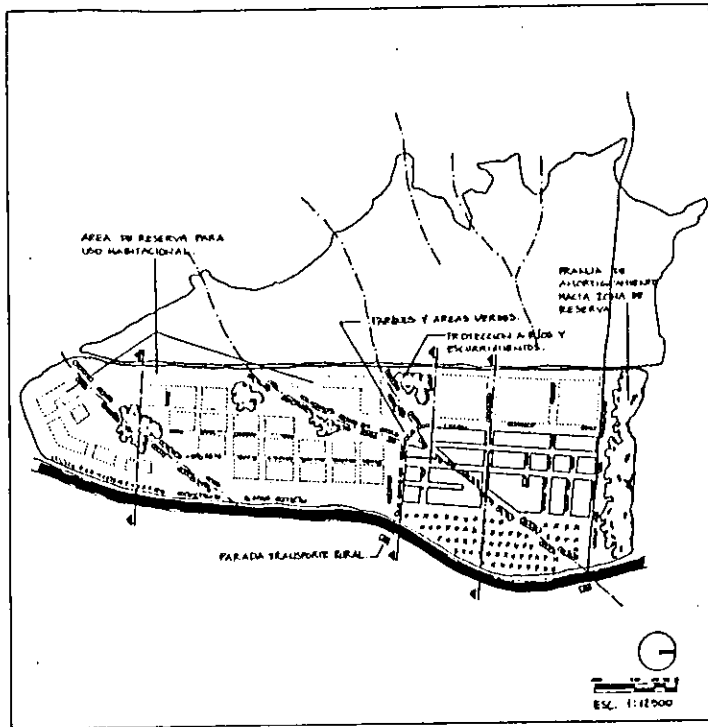 AREA DE RESERVA PARA
USO HABITACIONAL.
FRANJA DE
AMORTIGUAMIENTO
HACIA ZONA DE
RESERVA
Y AREAS VERDES.
PROTECCION A RIOS Y
ESCURRIMIENTOS.
PARADA TRANSPORTE RURAL
ESC. 1:12500